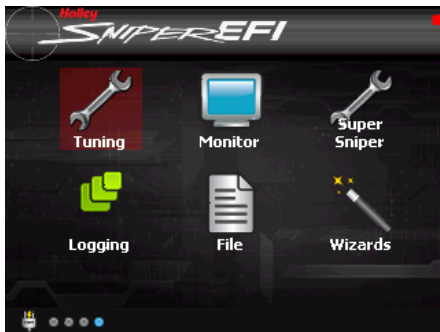 Holley
SNIPER EFI
Tuning
Monitor
Super
Sniper
Logging
File
Wizards